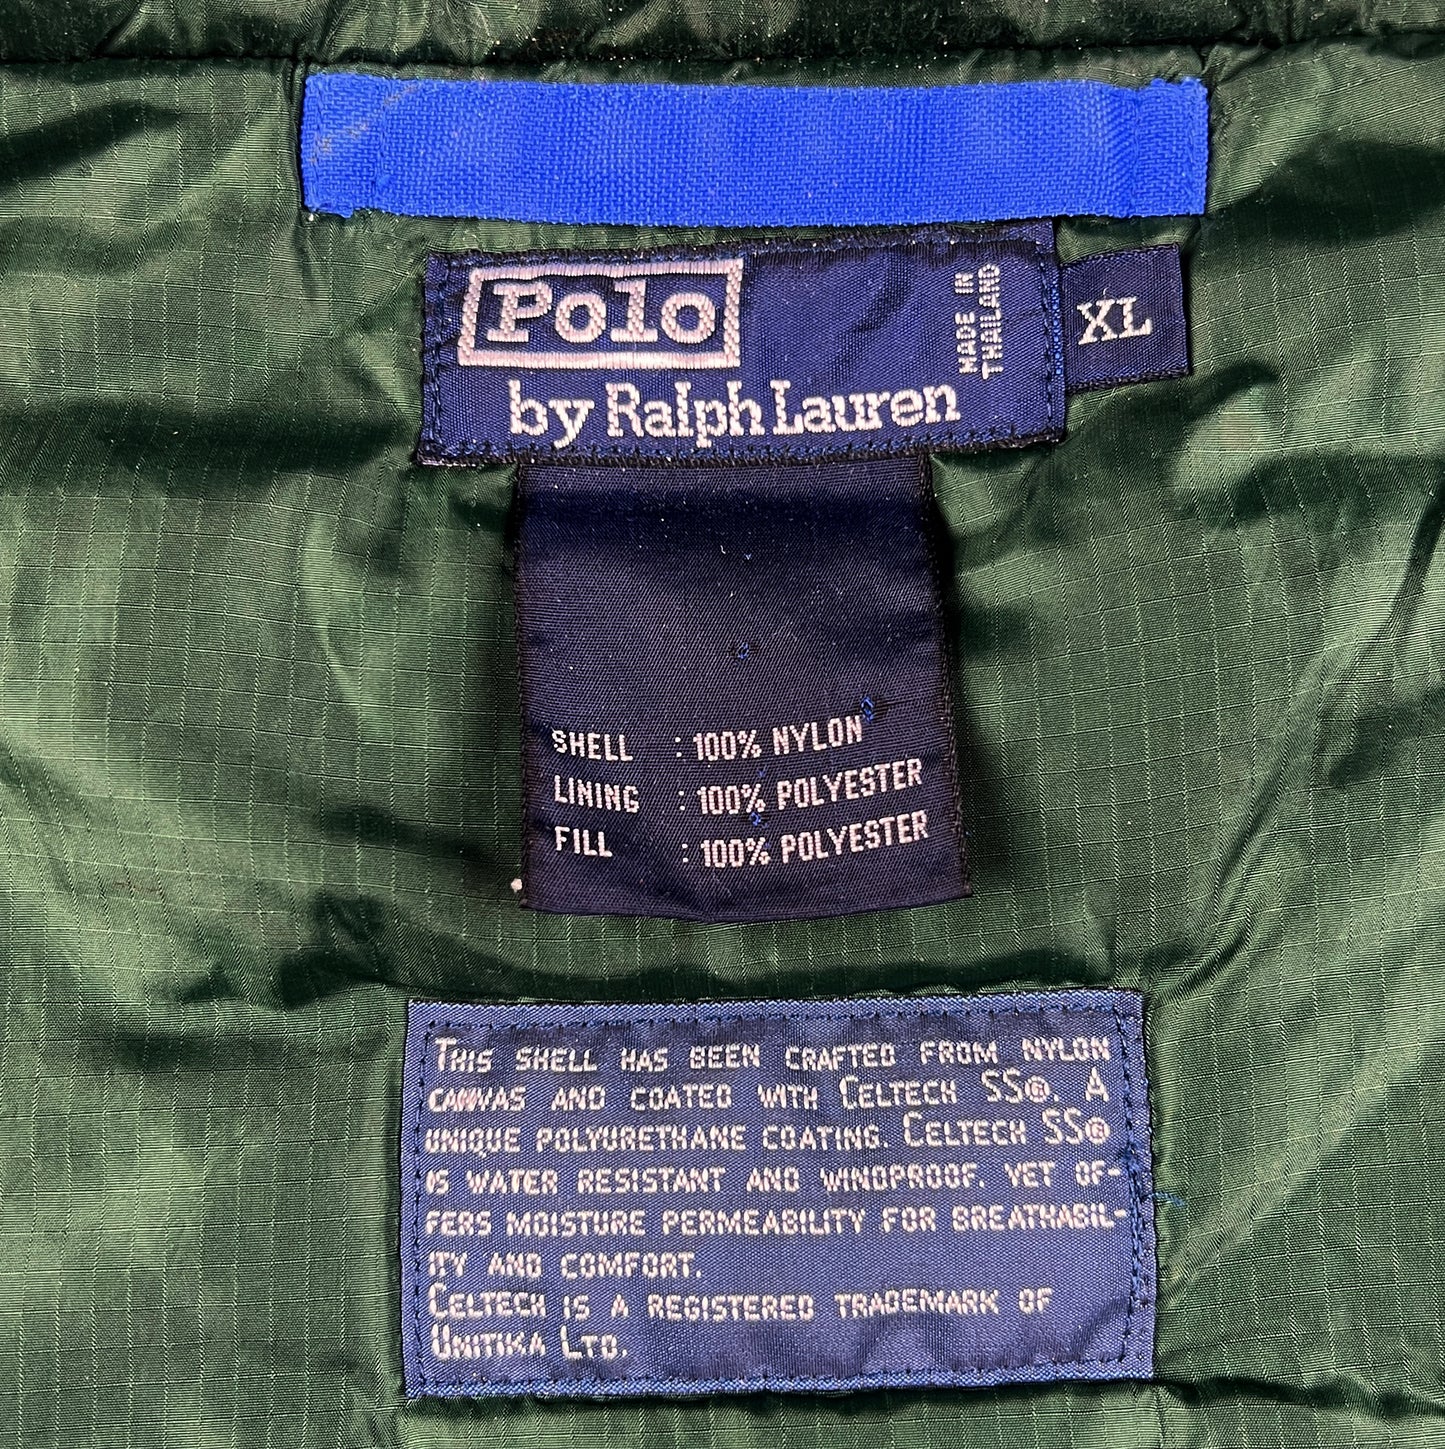 Polo
by Ralph Lauren
MADE IN
THAILAND
XL
SHELL : 100% NYLON
LINING : 100% POLYESTER
FILL : 100% POLYESTER
THIS SHELL HAS BEEN CRAFTED FROM NYLON
CANVAS AND COATED WITH CELTECH SS®. A
UNIQUE POLYURETHANE COATING. CELTECH SS®
IS WATER RESISTANT AND WINDPROOF. YET OF-
FERS MOISTURE PERMEABILITY FOR BREATHABIL-
ITY AND COMFORT.
CELTECH IS A REGISTERED TRADEMARK OF
UNITIKA LTD.